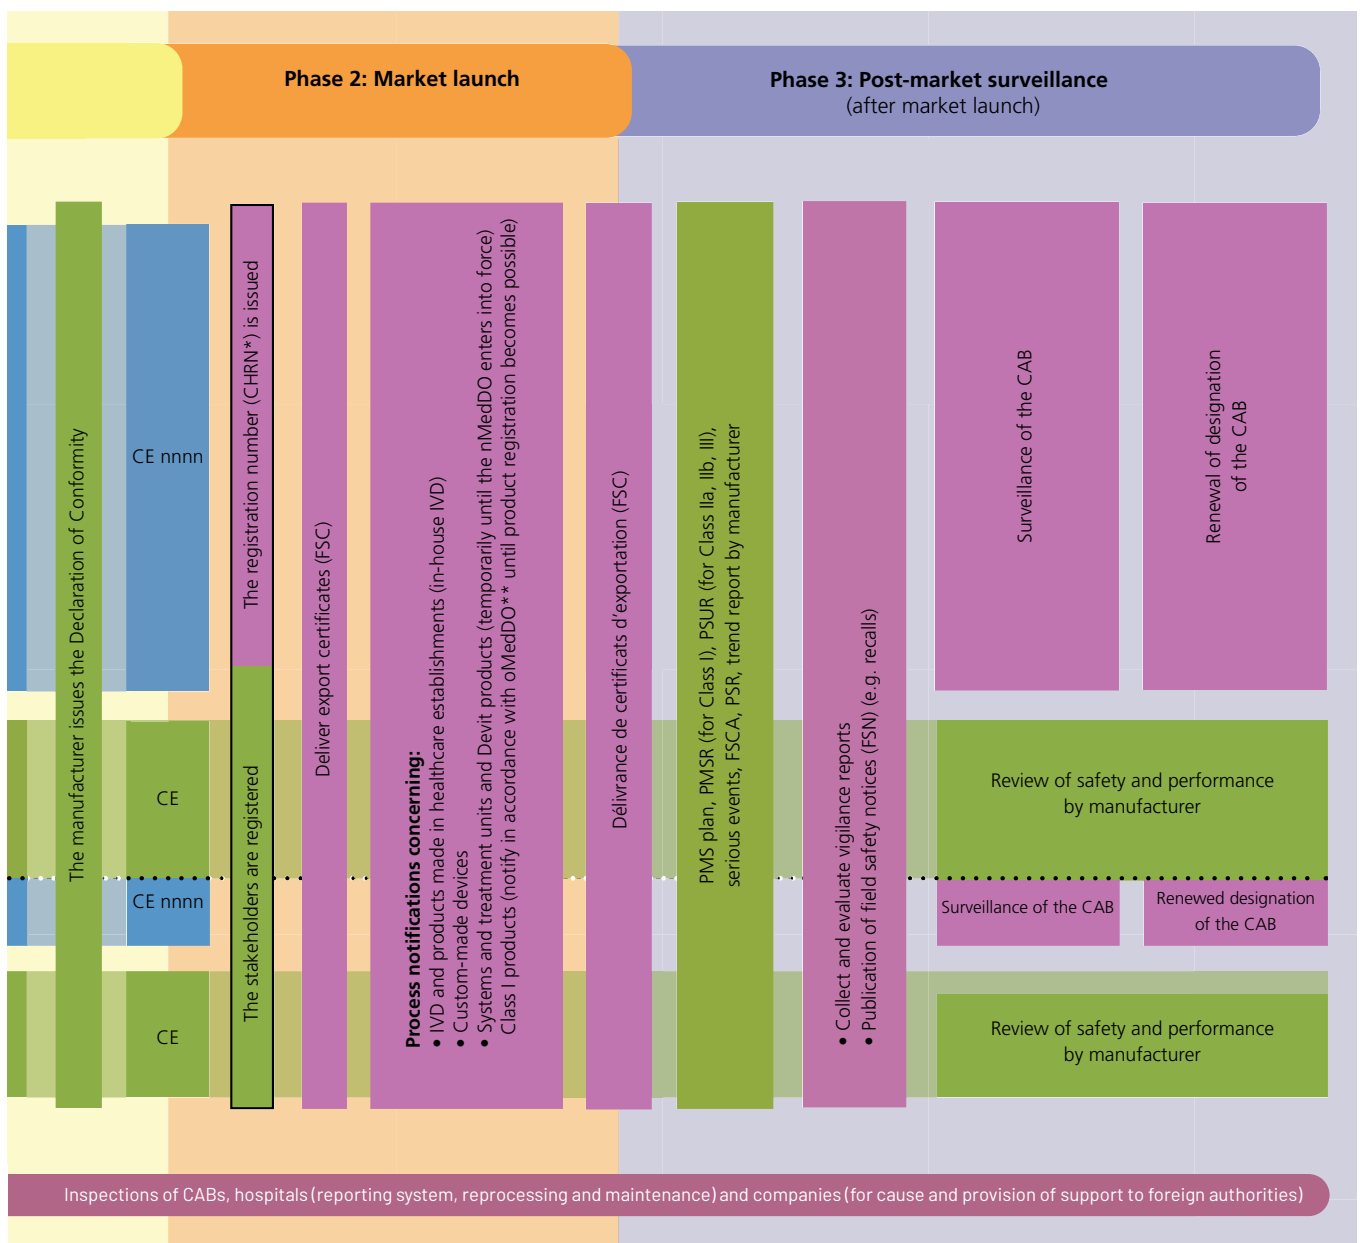 Phase 2: Market launch
Phase 3: Post-market surveillance
(after market launch)
The manufacturer issues the Declaration of Conformity
CE nnnn
CE
CE nnnn
CE
The registration number (CHRN*) is issued
The stakeholders are registered
Deliver export certificates (FSC)
Process notifications concerning:
• IVD and products made in healthcare establishments (in-house IVD)
• Custom-made devices
• Systems and treatment units and Devit products (temporarily until the nMedDO enters into force)
Class I products (notify in accordance with oMedDO** until product registration becomes possible)
Délivrance de certificats d'exportation (FSC)
PMS plan, PMSR (for Class I), PSUR (for Class IIa, IIb, III),
serious events, FSCA, PSR, trend report by manufacturer
• Collect and evaluate vigilance reports
• Publication of field safety notices (FSN) (e.g. recalls)
Surveillance of the CAB
Renewal of designation
of the CAB
Review of safety and performance
by manufacturer
Surveillance of the CAB
Renewed designation
of the CAB
Review of safety and performance
by manufacturer
Inspections of CABs, hospitals (reporting system, reprocessing and maintenance) and companies (for cause and provision of support to foreign authorities)